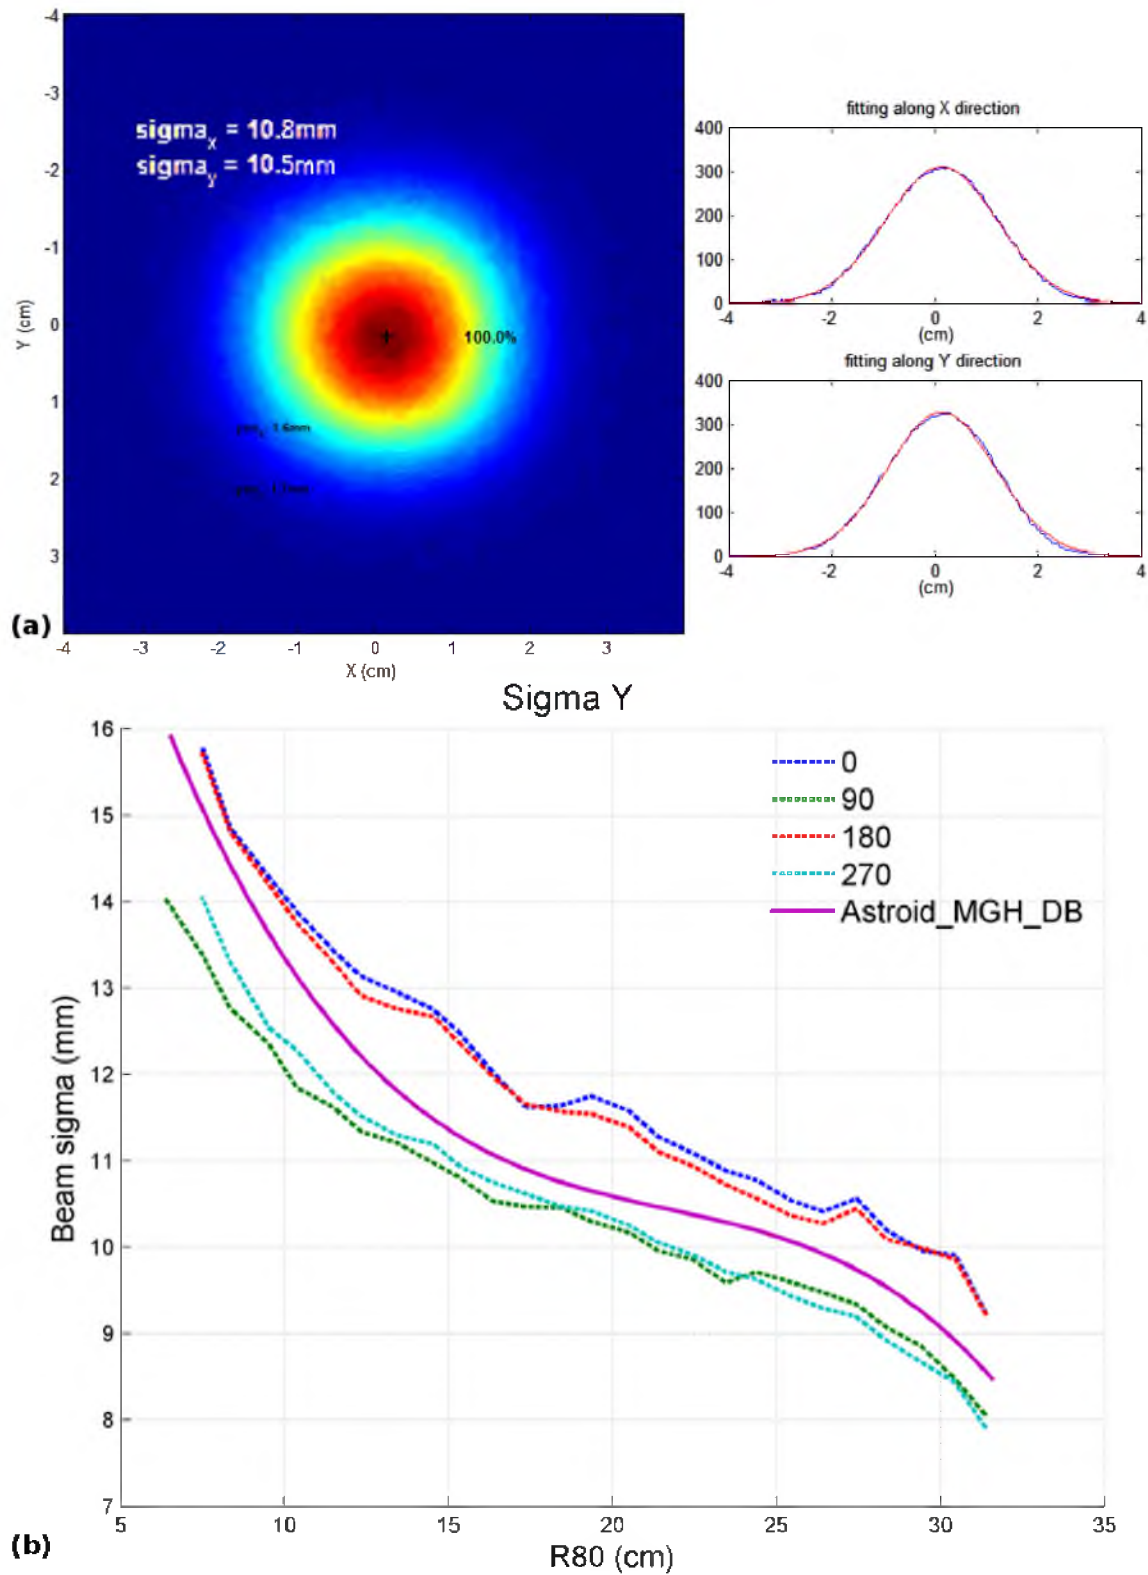 -4
-3
-2
-1
0
1
2
3
Y (cm)
sigmax = 10.8mm
sigmay = 10.5mm
100.0%
-4 -3 -2 -1 0 1 2 3
X (cm)
(a)
fitting along X direction
400
300
200
100
0
-4 -2 0 2 4
(cm)
fitting along Y direction
400
300
200
100
0
-4 -2 0 2 4
(cm)
Sigma Y
16
15
14
13
12
11
10
9
8
7
Beam sigma (mm)
0
90
180
270
Astroid_MGH_DB
5 10 15 20 25 30 35
R80 (cm)
(b)